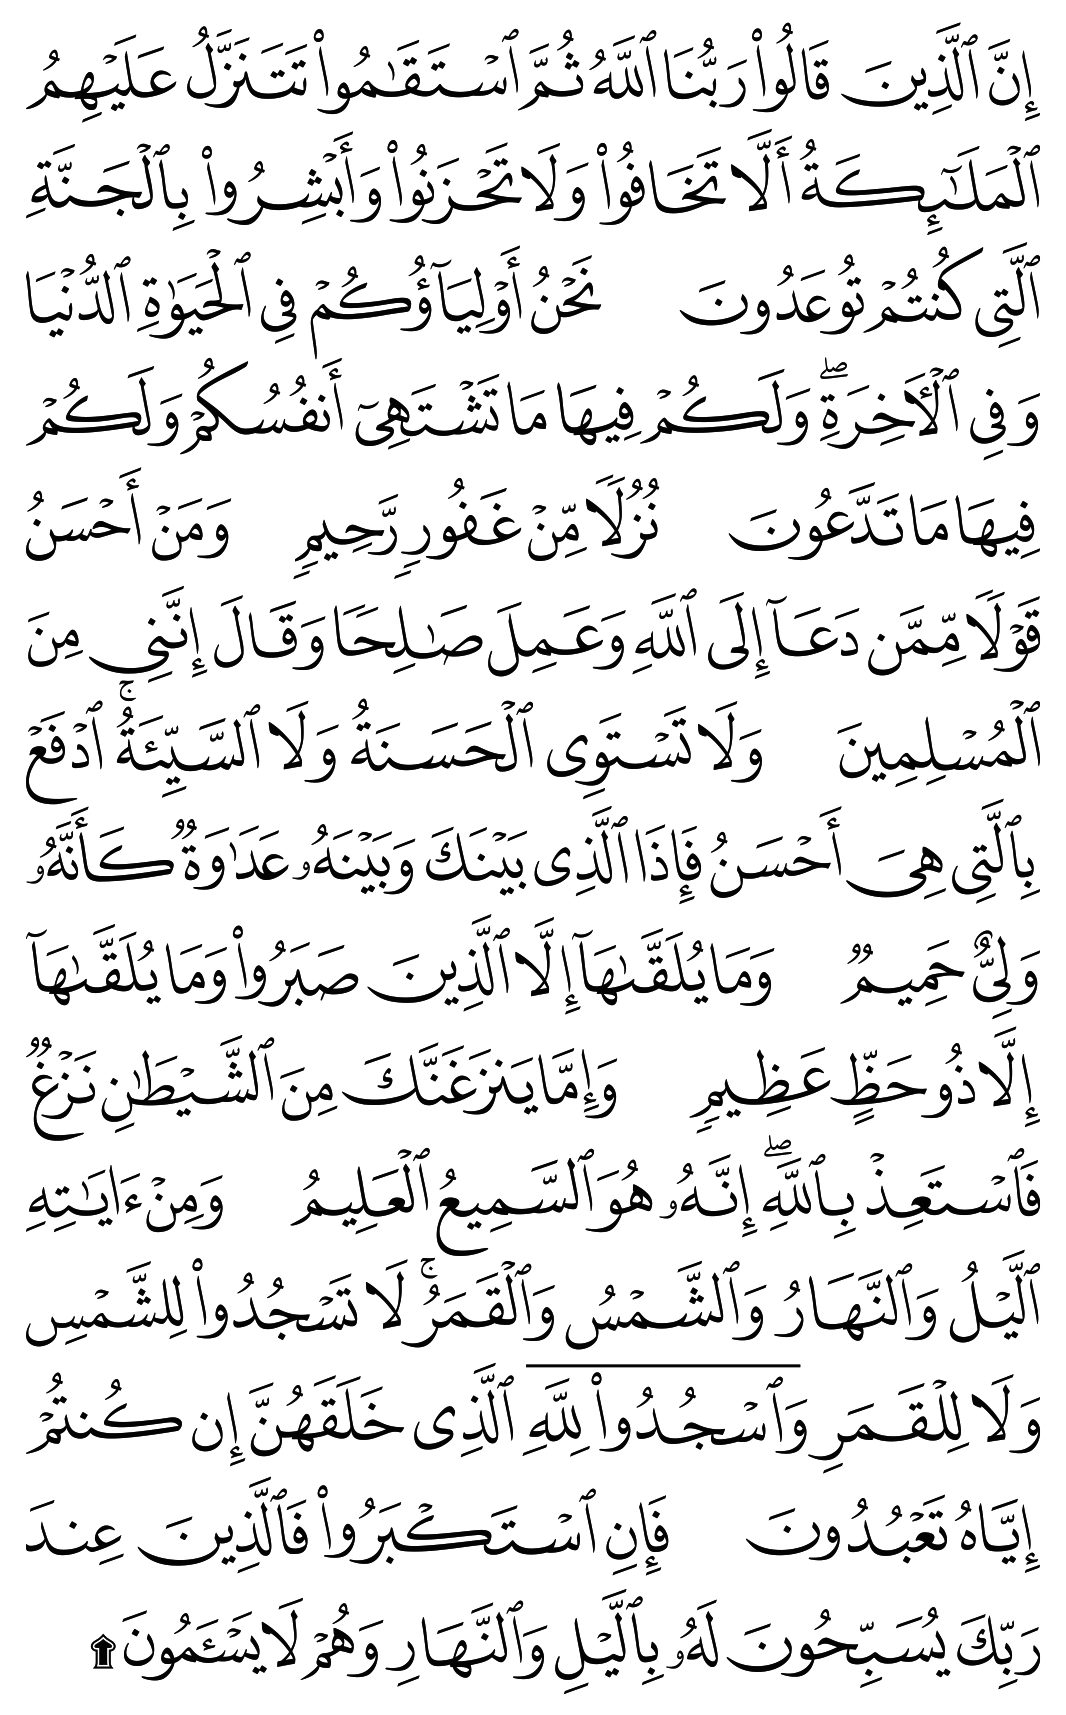 إِنَّ ٱلَّذِينَ قَالُوا۟ رَبُّنَا ٱللَّهُ ثُمَّ ٱسْتَقَـٰمُوا۟ تَتَنَزَّلُ عَلَيْهِمُ
ٱلْمَلَـٰٓئِكَةُ أَلَّا تَخَافُوا۟ وَلَا تَحْزَنُوا۟ وَأَبْشِرُوا۟ بِٱلْجَنَّةِ
ٱلَّتِى كُنتُمْ تُوعَدُونَ نَحْنُ أَوْلِيَآؤُكُمْ فِى ٱلْحَيَوٰةِ ٱلدُّنْيَا
وَفِى ٱلْـَٔاخِرَةِ ۖ وَلَكُمْ فِيهَا مَا تَشْتَهِىٓ أَنفُسُكُمْ وَلَكُمْ
فِيهَا مَا تَدَّعُونَ نُزُلًا مِّنْ غَفُورٍ رَّحِيمٍ وَمَنْ أَحْسَنُ
قَوْلًا مِّمَّن دَعَآ إِلَى ٱللَّهِ وَعَمِلَ صَـٰلِحًا وَقَالَ إِنَّنِى مِنَ
ٱلْمُسْلِمِينَ وَلَا تَسْتَوِى ٱلْحَسَنَةُ وَلَا ٱلسَّيِّئَةُ ۚ ٱدْفَعْ
بِٱلَّتِى هِىَ أَحْسَنُ فَإِذَا ٱلَّذِى بَيْنَكَ وَبَيْنَهُۥ عَدَٰوَةٌ كَأَنَّهُۥ
وَلِىٌّ حَمِيمٌ وَمَا يُلَقَّىٰهَآ إِلَّا ٱلَّذِينَ صَبَرُوا۟ وَمَا يُلَقَّىٰهَآ
إِلَّا ذُو حَظٍّ عَظِيمٍ وَإِمَّا يَنزَغَنَّكَ مِنَ ٱلشَّيْطَـٰنِ نَزْغٌ
فَٱسْتَعِذْ بِٱللَّهِ ۖ إِنَّهُۥ هُوَ ٱلسَّمِيعُ ٱلْعَلِيمُ وَمِنْ ءَايَـٰتِهِ
ٱلَّيْلُ وَٱلنَّهَارُ وَٱلشَّمْسُ وَٱلْقَمَرُ ۚ لَا تَسْجُدُوا۟ لِلشَّمْسِ
وَلَا لِلْقَمَرِ وَٱسْجُدُوا۟ لِلَّهِ ٱلَّذِى خَلَقَهُنَّ إِن كُنتُمْ
إِيَّاهُ تَعْبُدُونَ فَإِنِ ٱسْتَكْبَرُوا۟ فَٱلَّذِينَ عِندَ
رَبِّكَ يُسَبِّحُونَ لَهُۥ بِٱلَّيْلِ وَٱلنَّهَارِ وَهُمْ لَا يَسْـَٔمُونَ ۩